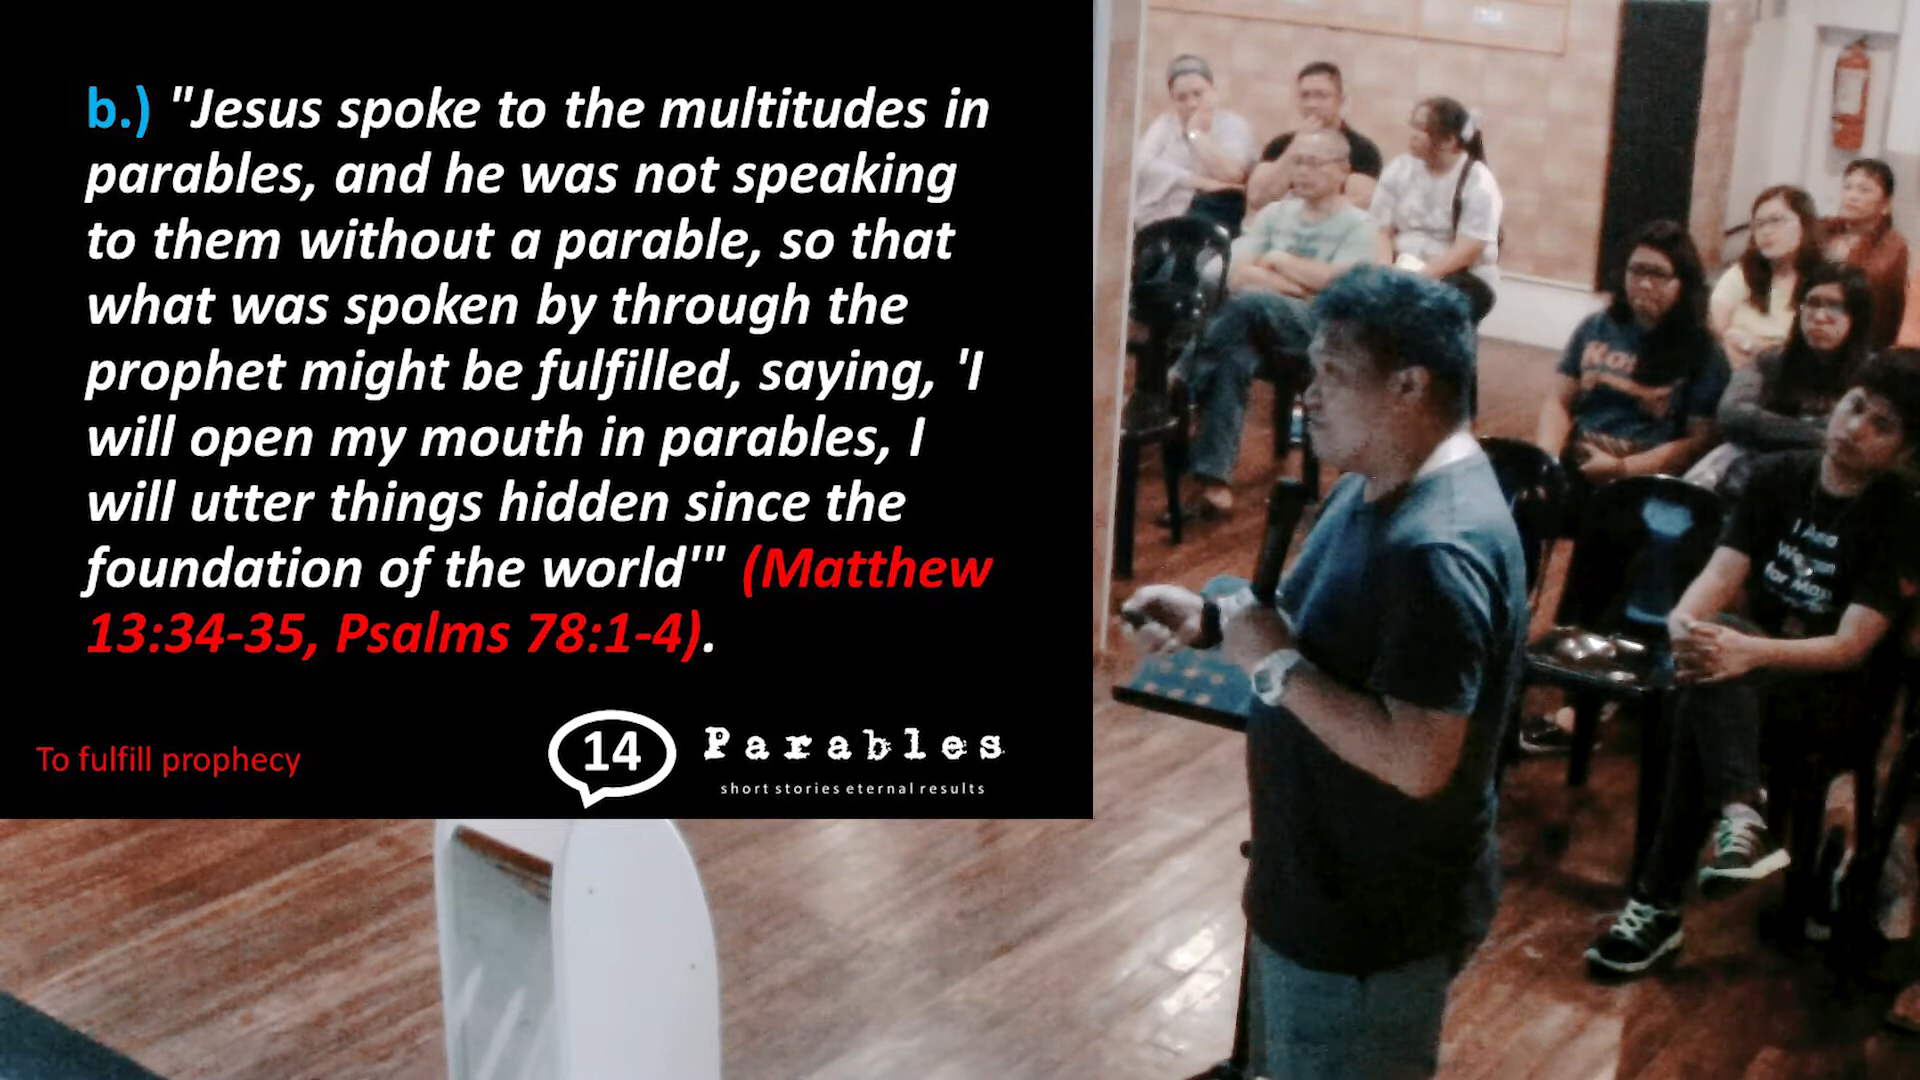 b.) "Jesus spoke to the multitudes in
parables, and he was not speaking
to them without a parable, so that
what was spoken by through the
prophet might be fulfilled, saying, 'I
will open my mouth in parables, I
will utter things hidden since the
foundation of the world'" (Matthew
13:34-35, Psalms 78:1-4).
To fulfill prophecy
14
Parables
short stories eternal results
I Am a
for